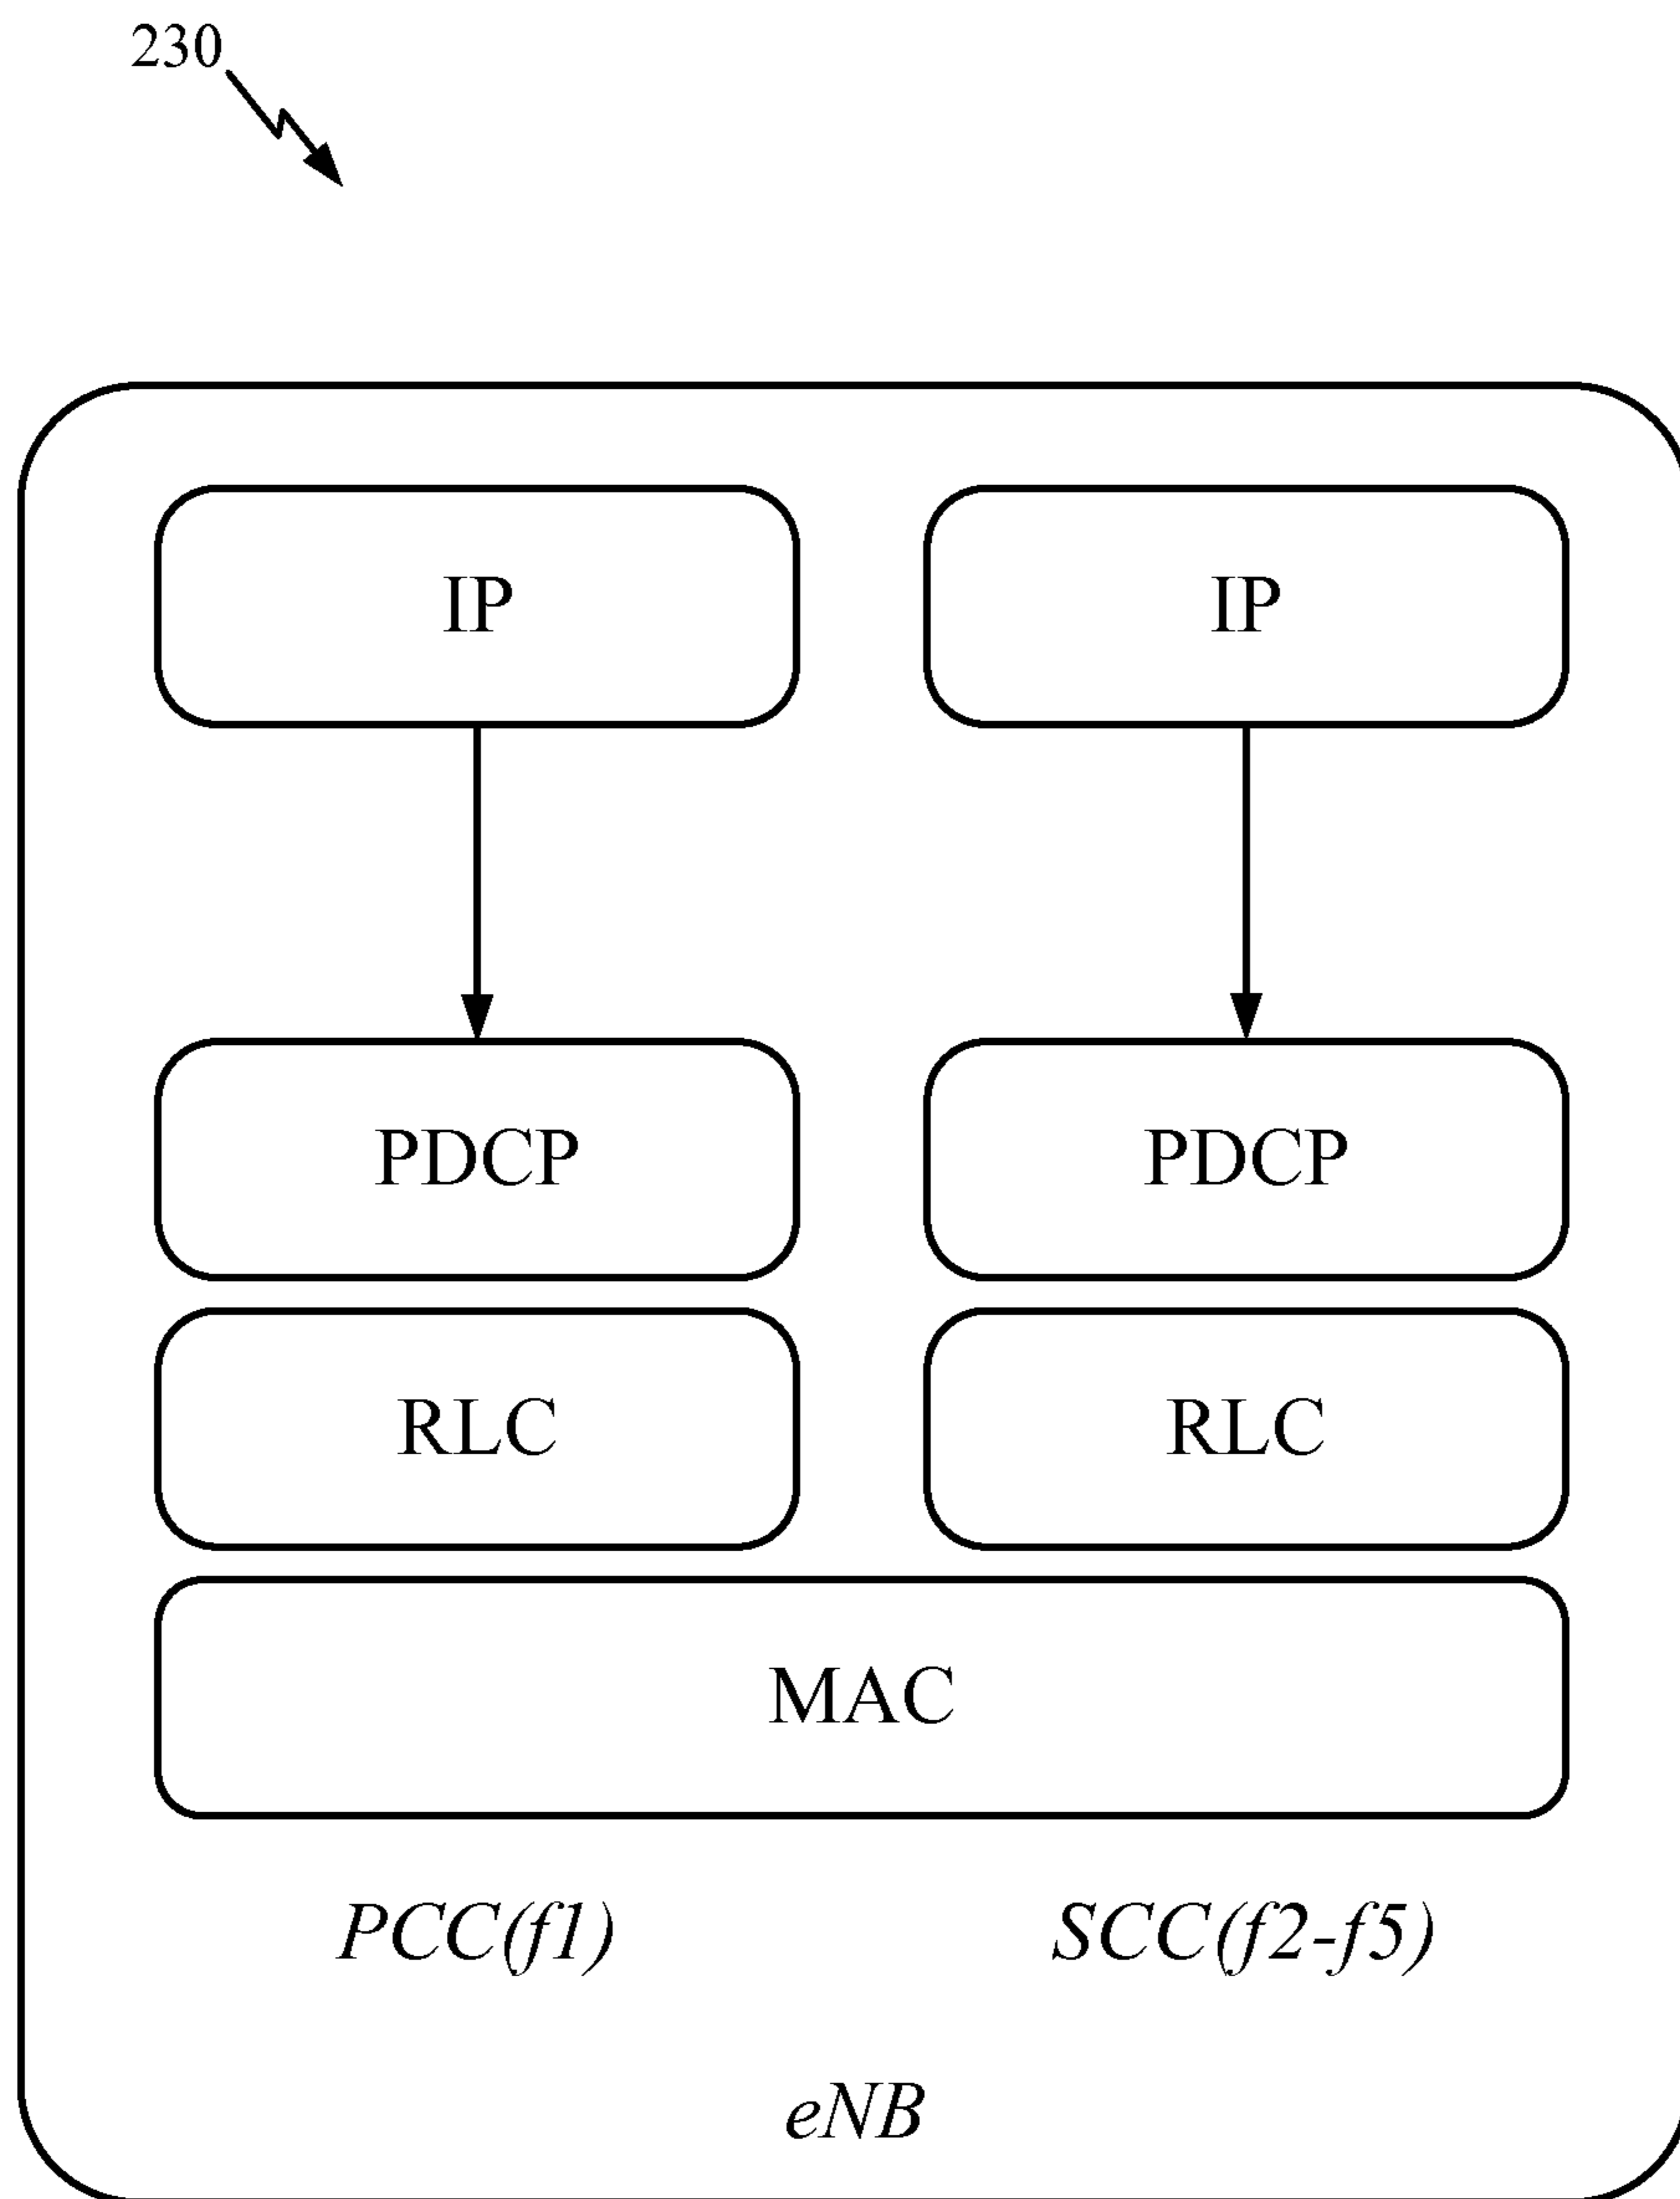 230
IP IP
PDCP PDCP
RLC RLC
MAC
PCC(f1) SCC(f2-f5)
eNB